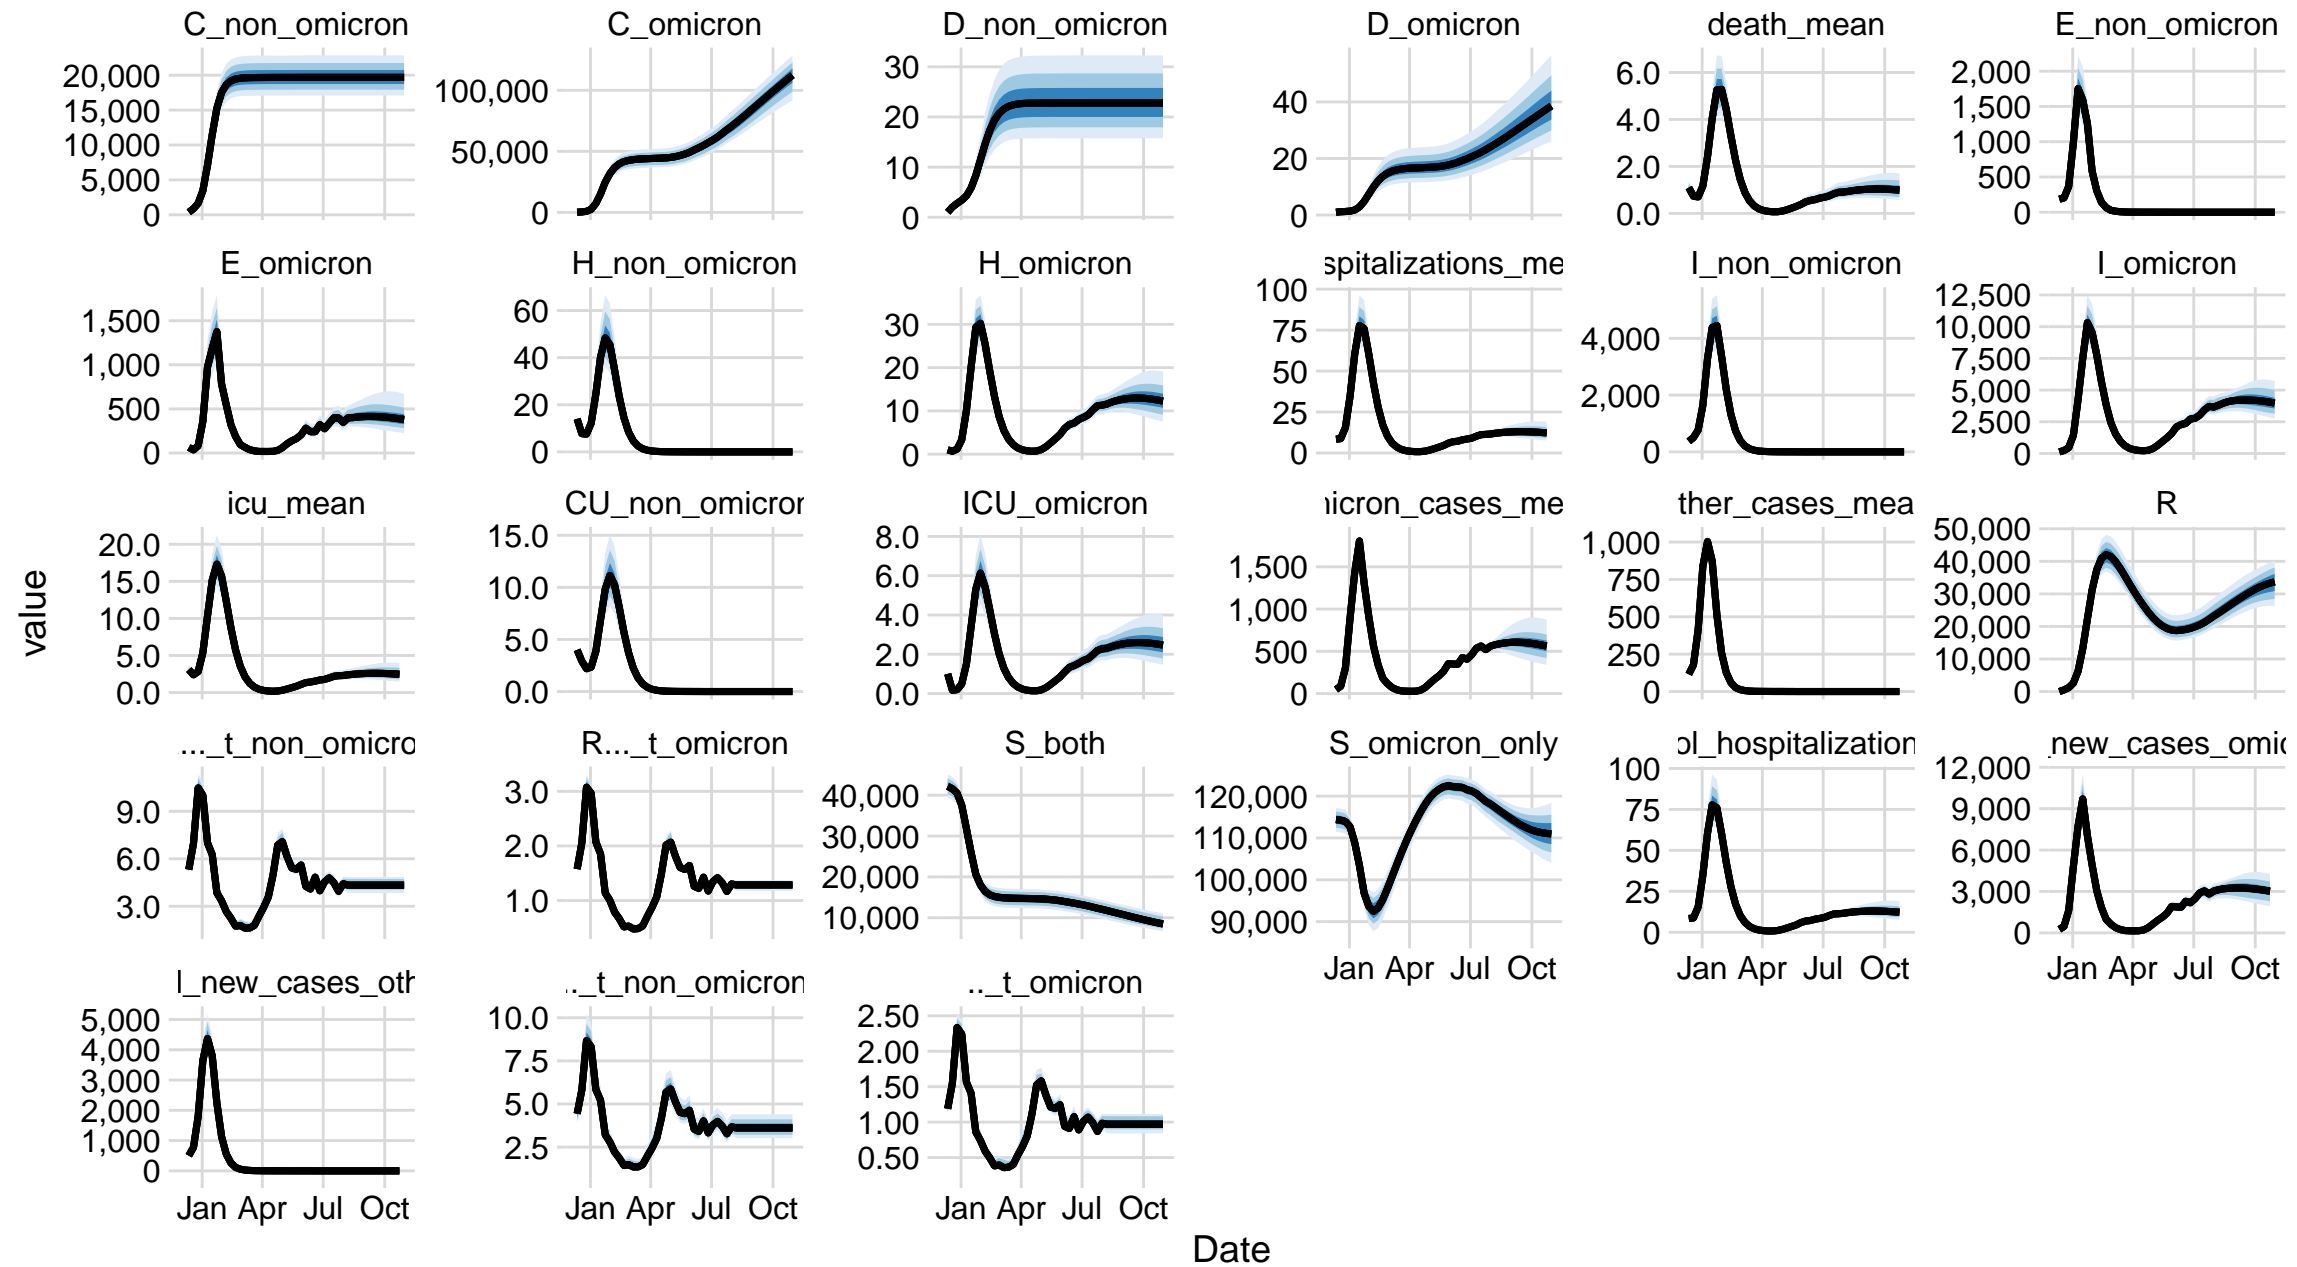 C_non_omicron C_omicron D_non_omicron D_omicron death_mean E_non_omicron
20,000 15,000 10,000 5,000 0
100,000 50,000 0
30 20 10 0
40 20 0
6.0 4.0 2.0 0.0
2,000 1,500 1,000 500 0
E_omicron H_non_omicron H_omicron spitalizations_me I_non_omicron I_omicron
1,500 1,000 500 0
60 40 20 0
30 20 10 0
100 75 50 25 0
4,000 2,000 0
12,500 10,000 7,500 5,000 2,500 0
icu_mean CU_non_omicron ICU_omicron nicron_cases_me ther_cases_mea R
20.0 15.0 10.0 5.0 0.0
15.0 10.0 5.0 0.0
8.0 6.0 4.0 2.0 0.0
1,500 1,000 500 0
1,000 750 500 250 0
50,000 40,000 30,000 20,000 10,000 0
value
..._t_non_omicro R..._t_omicron S_both S_omicron_only ol_hospitalization _new_cases_omic
9.0 6.0 3.0
3.0 2.0 1.0
40,000 30,000 20,000 10,000
120,000 110,000 100,000 90,000
100 75 50 25 0
12,000 9,000 6,000 3,000 0
Jan Apr Jul Oct
Jan Apr Jul Oct
Jan Apr Jul Oct
l_new_cases_oth .._t_non_omicron .._t_omicron
5,000 4,000 3,000 2,000 1,000 0
10.0 7.5 5.0 2.5
2.50 2.00 1.50 1.00 0.50
Jan Apr Jul Oct
Jan Apr Jul Oct
Jan Apr Jul Oct
Date